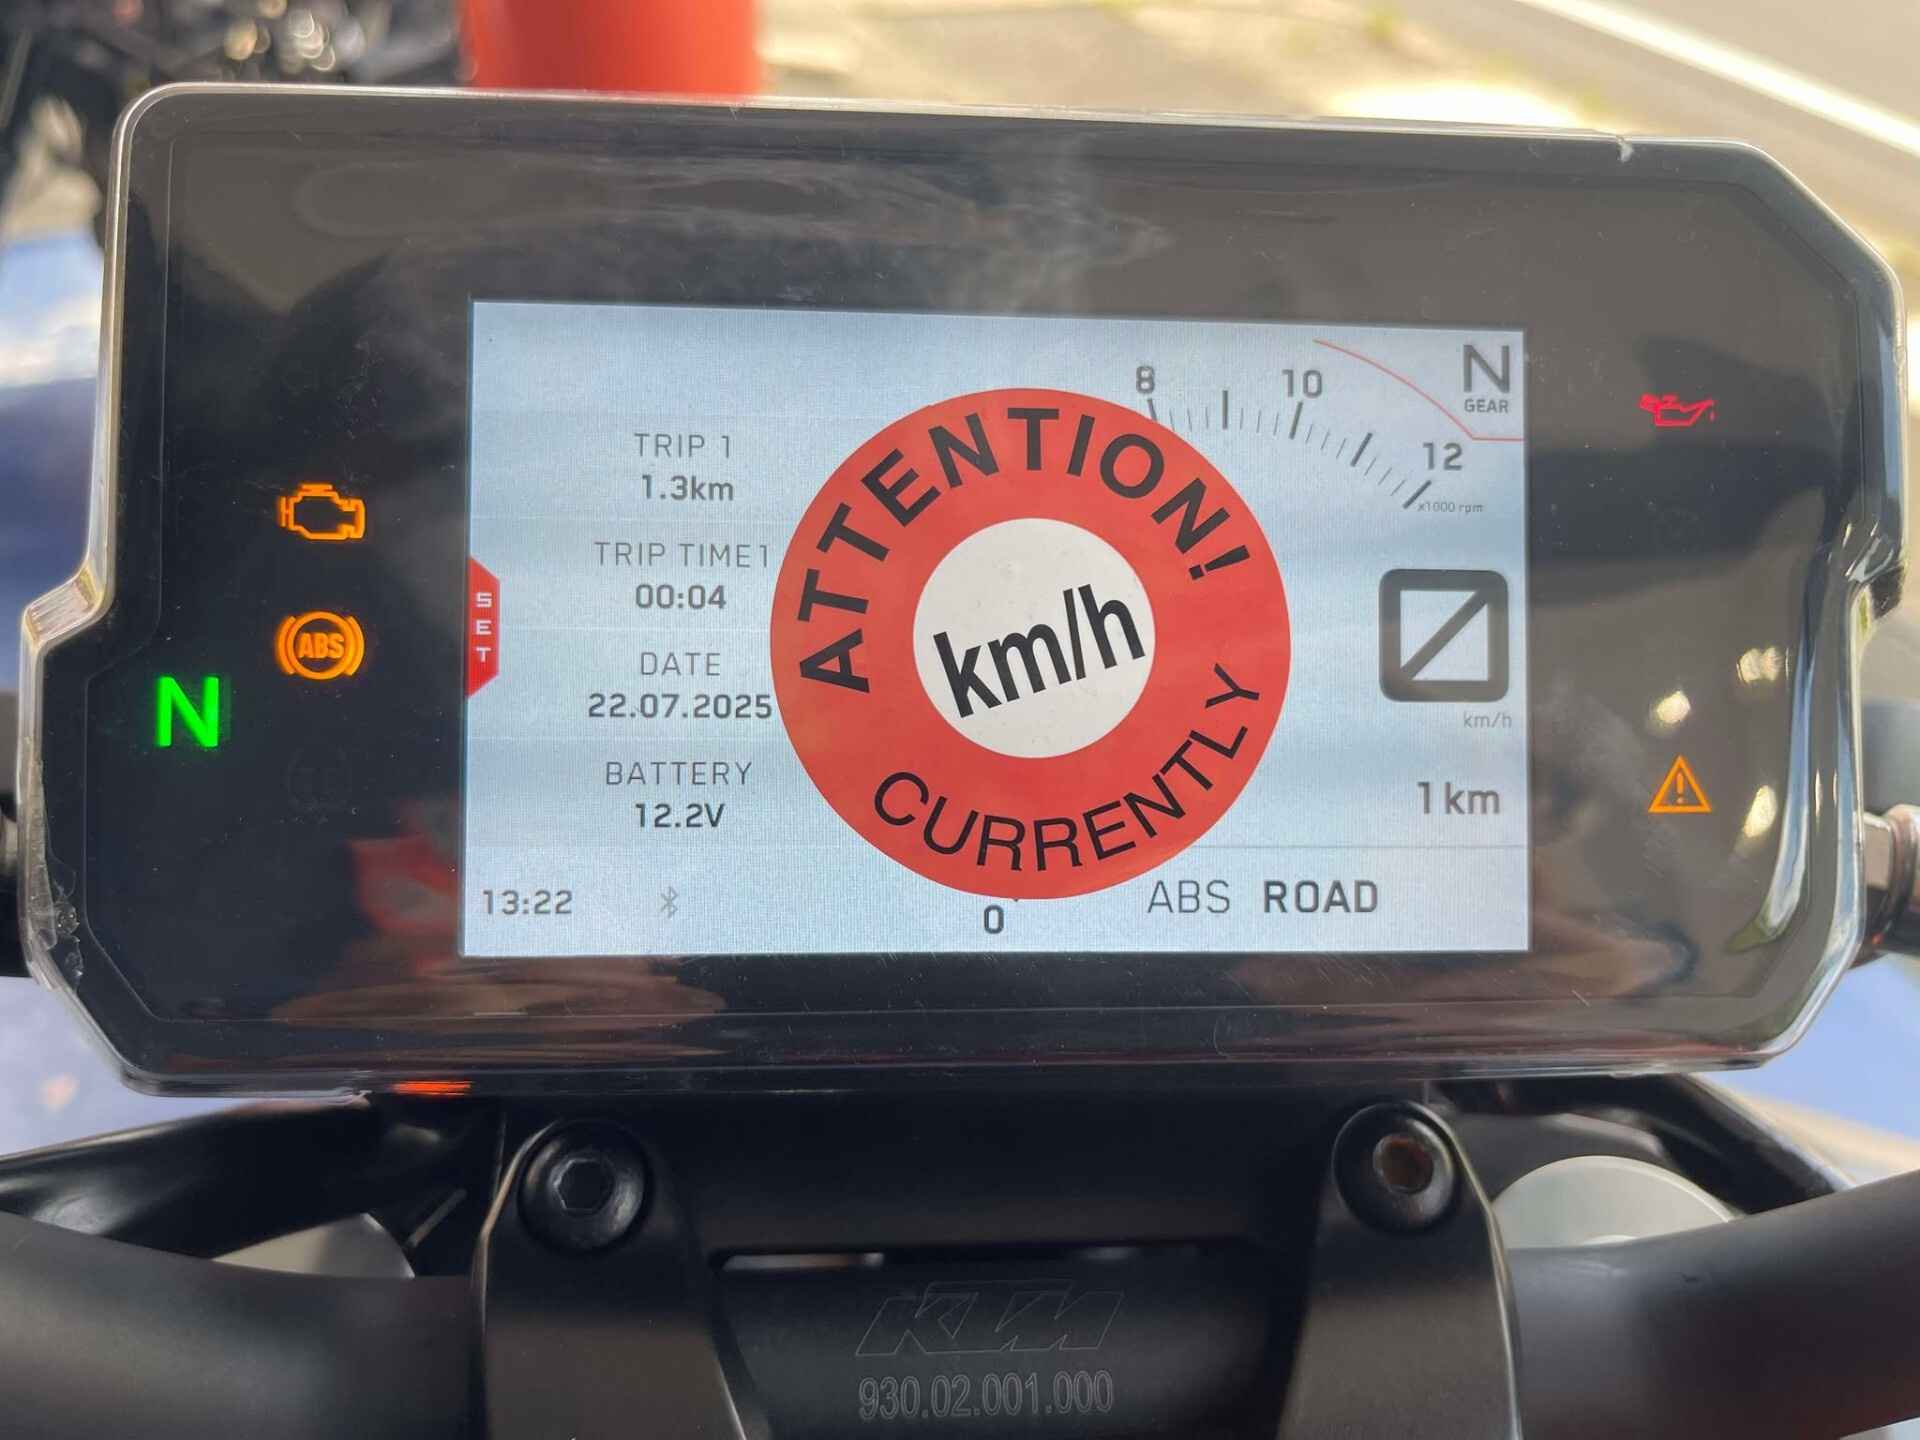 8
10
N
GEAR
12
x1000 rpm
TRIP 1
1.3km
TRIP TIME1
00:04
DATE
22.07.2025
BATTERY
12.2V
SET
ABS
N
ATTENTION!
km/h
CURRENTLY
km/h
1 km
13:22
0
ABS ROAD
KTM
930.02.001.000